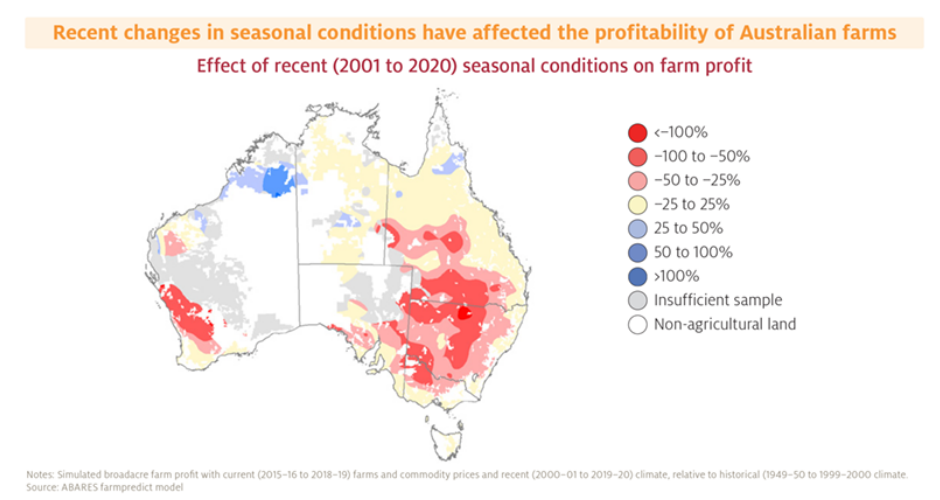 Recent changes in seasonal conditions have affected the profitability of Australian farms
Effect of recent (2001 to 2020) seasonal conditions on farm profit
<–100%
–100 to –50%
–50 to –25%
–25 to 25%
25 to 50%
50 to 100%
>100%
Insufficient sample
Non-agricultural land
Notes: Simulated broadacre farm profit with current (2015–16 to 2018–19) farms and commodity prices and recent (2000–01 to 2019–20) climate, relative to historical (1949–50 to 1999–2000 climate.
Source: ABARES farmpredict model